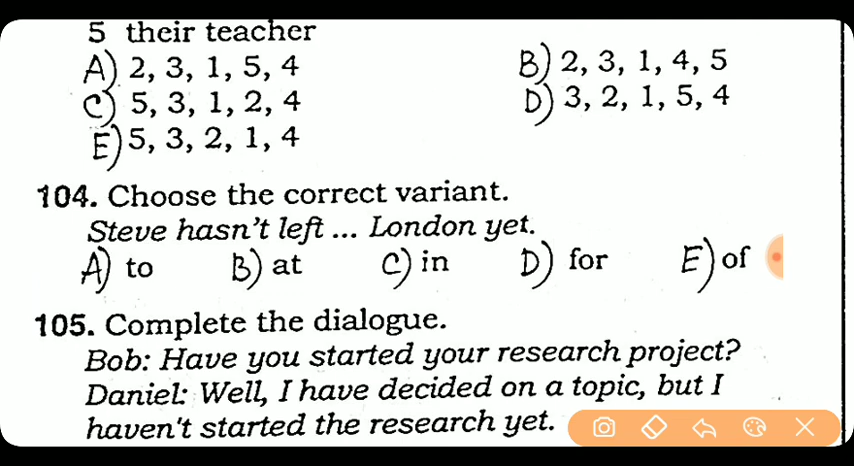 5 their teacher
A) 2, 3, 1, 5, 4 B) 2, 3, 1, 4, 5
C) 5, 3, 1, 2, 4 D) 3, 2, 1, 5, 4
E) 5, 3, 2, 1, 4
104. Choose the correct variant.
Steve hasn't left ... London yet.
A) to B) at C) in D) for E) of
105. Complete the dialogue.
Bob: Have you started your research project?
Daniel: Well, I have decided on a topic, but I
haven't started the research yet.